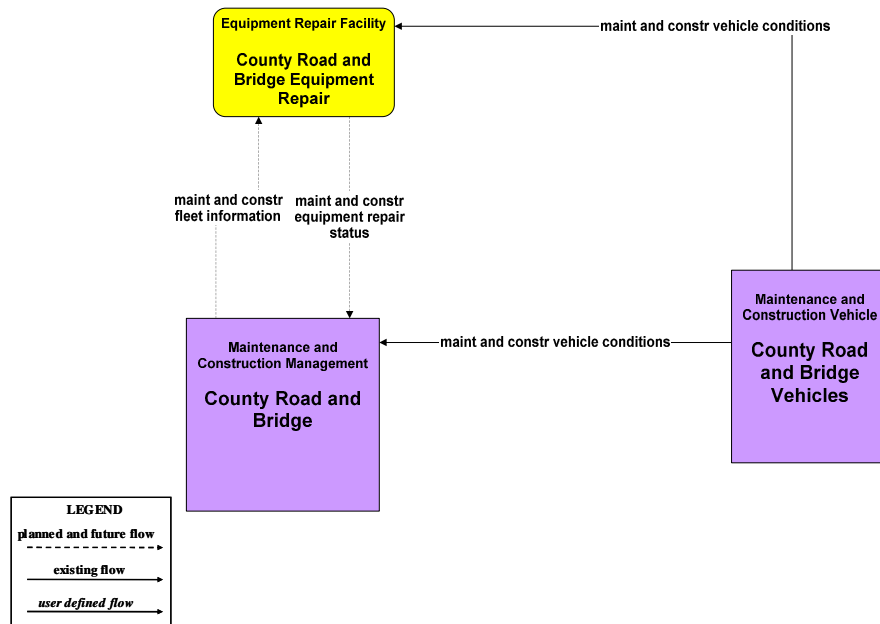 Equipment Repair Facility
County Road and
Bridge Equipment
Repair
maint and constr vehicle conditions
maint and constr
fleet information
maint and constr
equipment repair
status
Maintenance and
Construction Vehicle
County Road
and Bridge
Vehicles
Maintenance and
Construction Management
County Road and
Bridge
maint and constr vehicle conditions
LEGEND
planned and future flow
existing flow
user defined flow